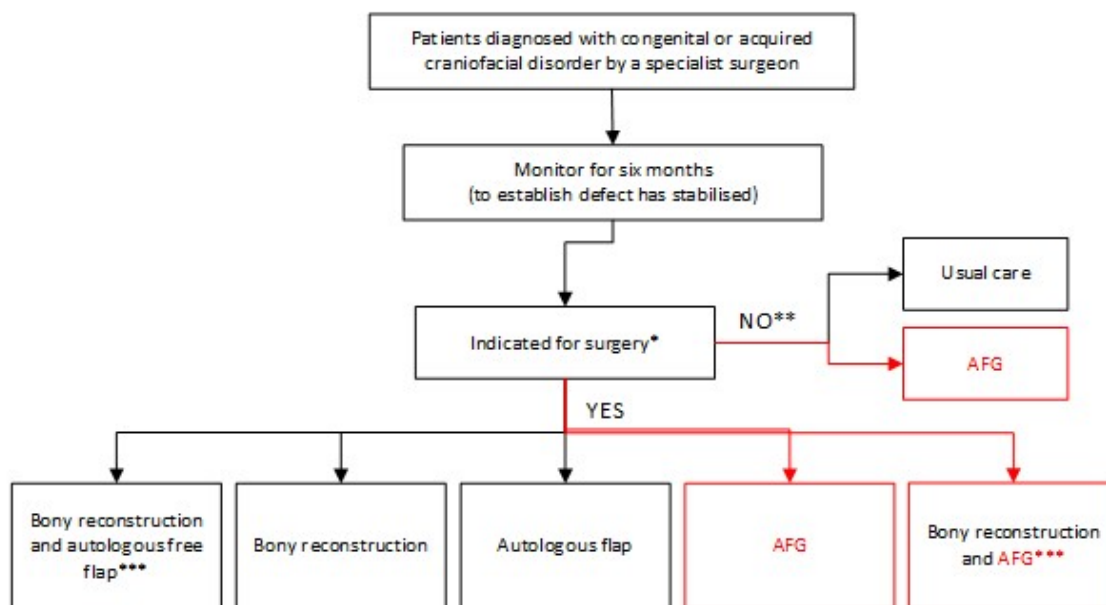 Patients diagnosed with congenital or acquired
craniofacial disorder by a specialist surgeon
Monitor for six months
(to establish defect has stabilised)
Usual care
NO**
Indicated for surgery*
AFG
YES
Bony reconstruction
and autologous free
flap***
Bony reconstruction
Autologous flap
AFG
Bony reconstruction
and AFG***